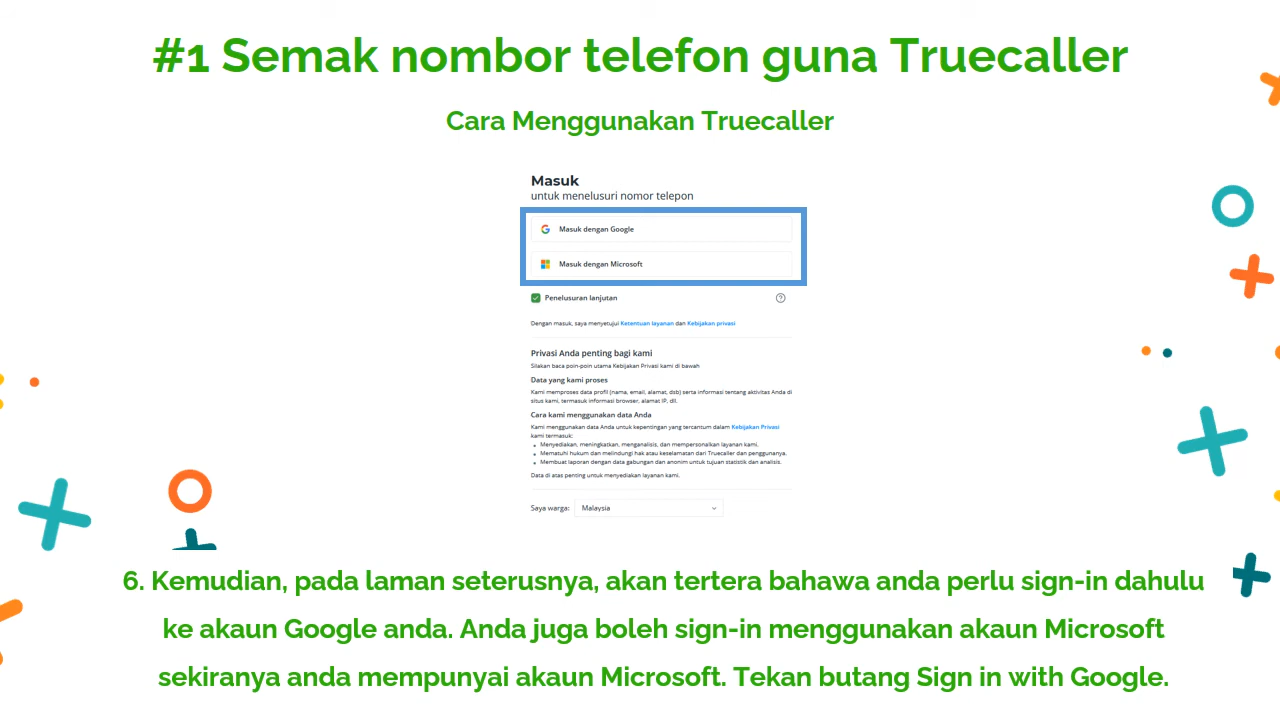 #1 Semak nombor telefon guna Truecaller
Cara Menggunakan Truecaller
Masuk
untuk menelusuri nomor telepon
Masuk dengan Google
Masuk dengan Microsoft
Penelusuran lanjutan
Dengan masuk, saya menyetujui Ketentuan layanan dan Kebijakan privasi
Privasi Anda penting bagi kami
Silakan baca poin-poin utama Kebijakan Privasi kami di bawah
Data yang kami proses
Kami memproses data profil (nama, email, alamat, dsb) serta informasi tentang aktivitas Anda di
situs kami, termasuk informasi browser, alamat IP, dll.
Cara kami menggunakan data Anda
Kami menggunakan data Anda untuk kepentingan yang tercantum dalam Kebijakan Privasi
kami termasuk:
Menyediakan, meningkatkan, menganalisis, dan mempersonalkan layanan kami.
Mematuhi hukum dan melindungi hak atau keselamatan dari Truecaller dan penggunanya.
Membuat laporan dengan data gabungan dan anonim untuk tujuan statistik dan analisis.
Data di atas penting untuk menyediakan layanan kami.
Saya warga: Malaysia
6. Kemudian, pada laman seterusnya, akan tertera bahawa anda perlu sign-in dahulu
ke akaun Google anda. Anda juga boleh sign-in menggunakan akaun Microsoft
sekiranya anda mempunyai akaun Microsoft. Tekan butang Sign in with Google.